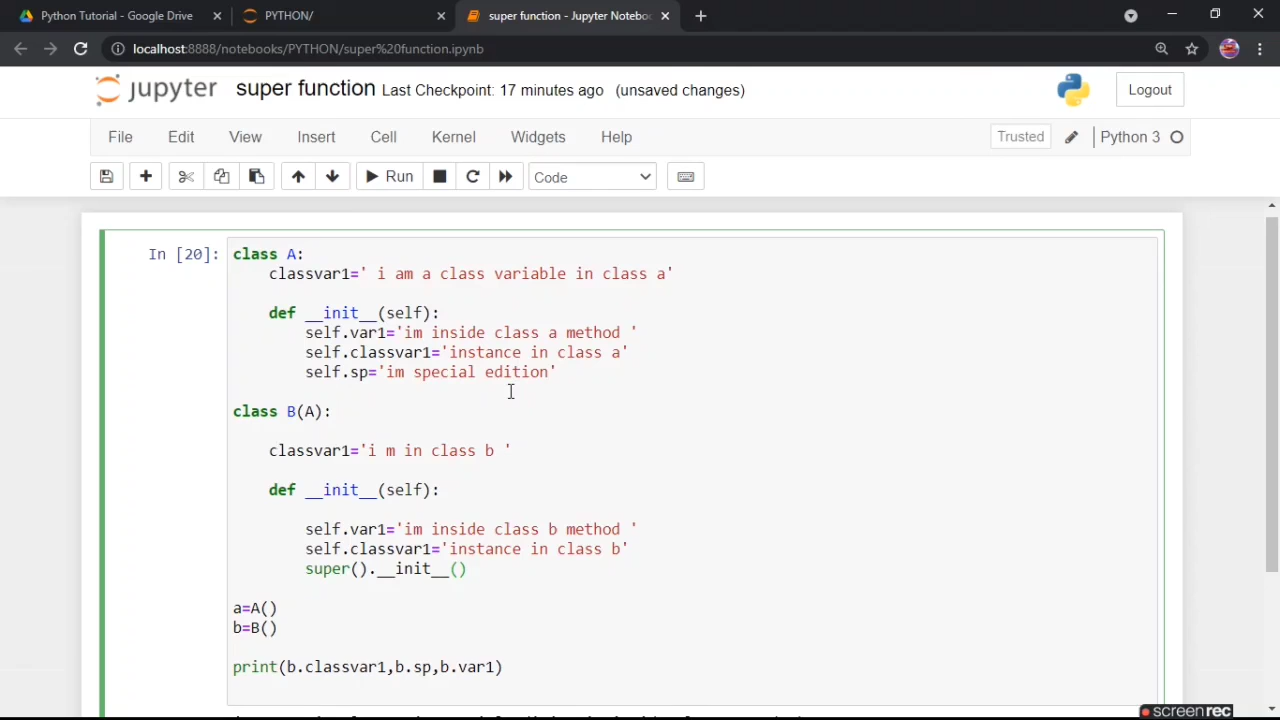 Python Tutorial - Google Drive
PYTHON/
super function - Jupyter Notebo
localhost:8888/notebooks/PYTHON/super%20function.ipynb
jupyter super function Last Checkpoint: 17 minutes ago (unsaved changes)
Logout
File Edit View Insert Cell Kernel Widgets Help
Trusted
Python 3
Run
Code
In [20]:
class A:
classvar1=' i am a class variable in class a'
def __init__(self):
self.var1='im inside class a method '
self.classvar1='instance in class a'
self.sp='im special edition'
class B(A):
classvar1='i m in class b '
def __init__(self):
self.var1='im inside class b method '
self.classvar1='instance in class b'
super().__init__()
a=A()
b=B()
print(b.classvar1,b.sp,b.var1)
screenrec